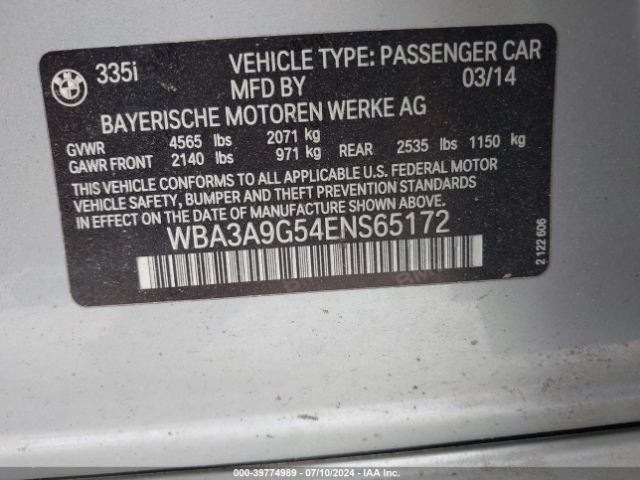 335i VEHICLE TYPE: PASSENGER CAR
MFD BY 03/14
BAYERISCHE MOTOREN WERKE AG
GVWR 4565 lbs 2071 kg
GAWR FRONT 2140 lbs 971 kg REAR 2535 lbs 1150 kg
THIS VEHICLE CONFORMS TO ALL APPLICABLE U.S. FEDERAL MOTOR
VEHICLE SAFETY, BUMPER AND THEFT PREVENTION STANDARDS
IN EFFECT ON THE DATE OF MANUFACTURE SHOWN ABOVE.
WBA3A9G54ENS65172
2 122 606
000-39774989 // 07/10/2024 // IAAI.COM